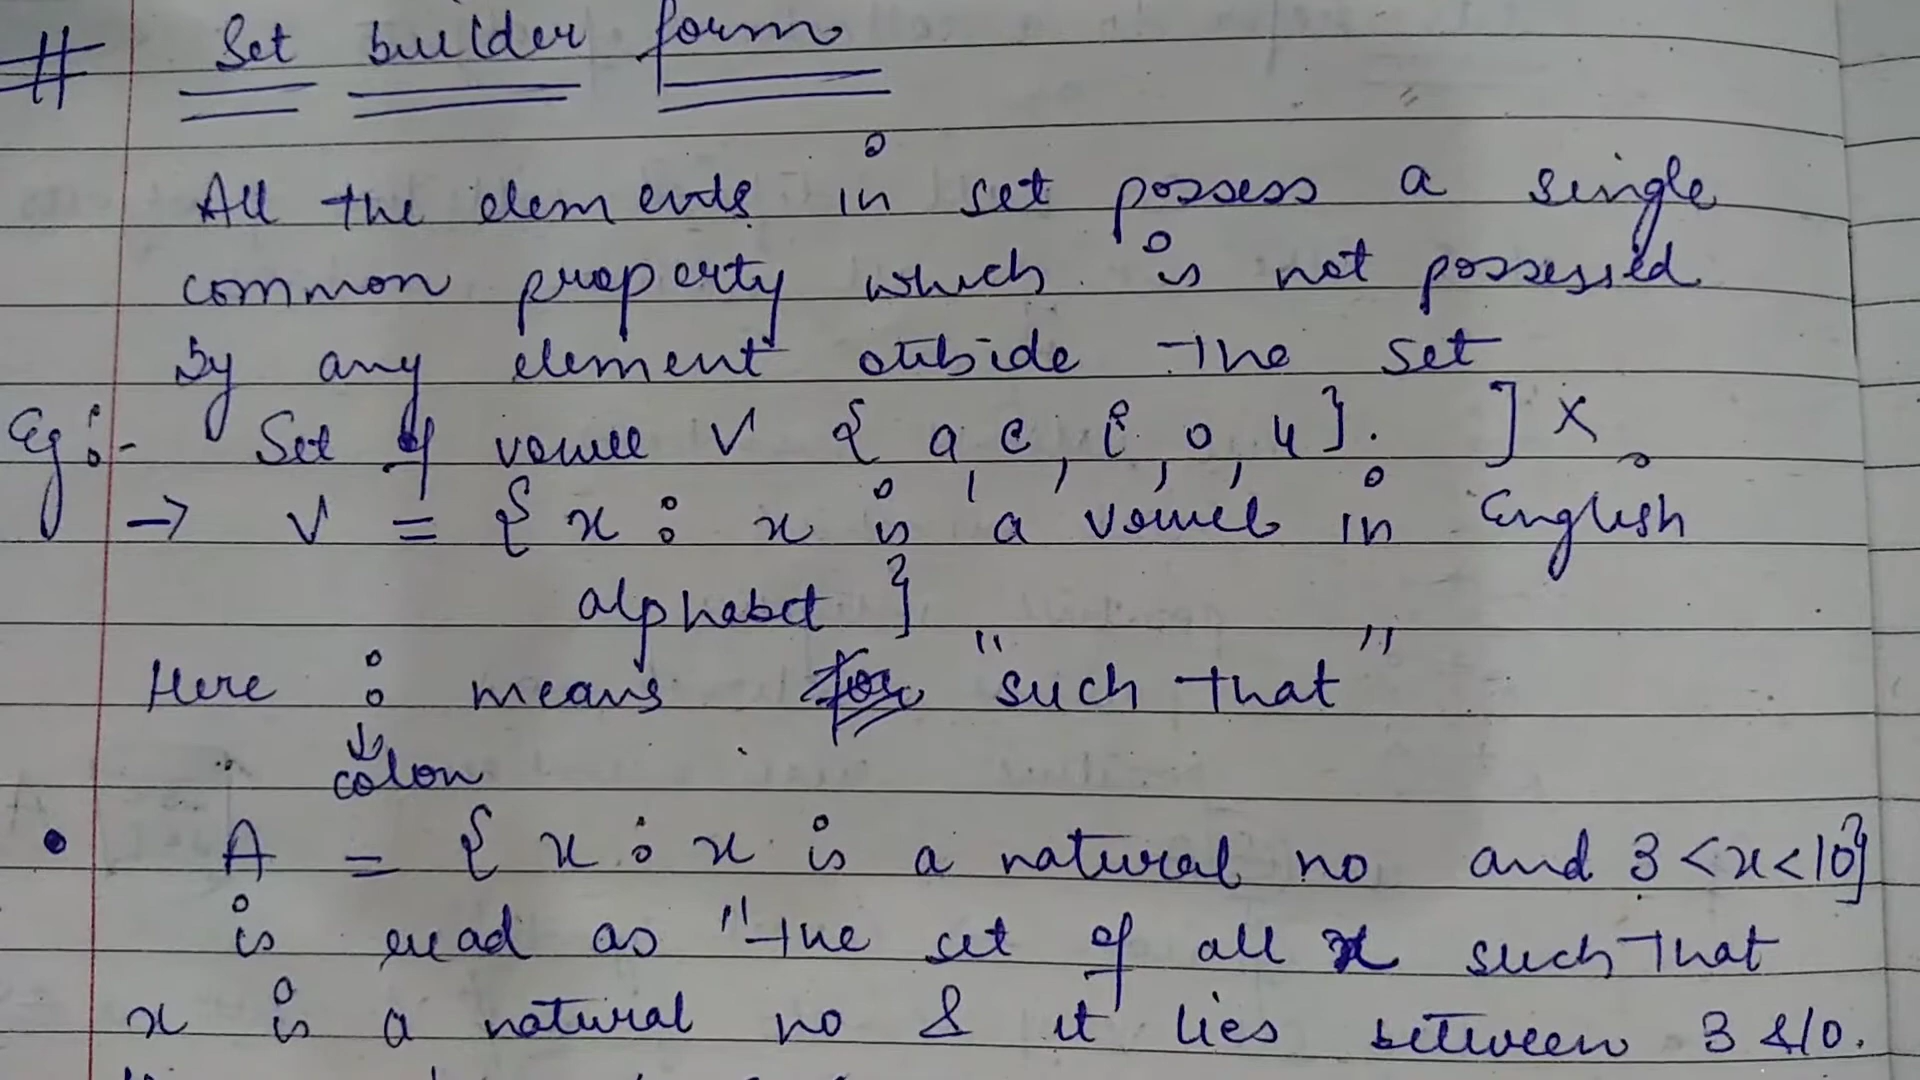 # Set builder form
All the elements in set possess a single
common property which is not possessed
by any element outside the set
Eg:- Set of vowel V { a, e, i, o, u }. ] X
→ V = { x : x is a vowel in English
alphabet }
Here : means "such that"
↓
colon
• A = { x : x is a natural no and 3 < x < 10}
is read as "the set of all x such that
x is a natural no & it lies between 3 & 10.